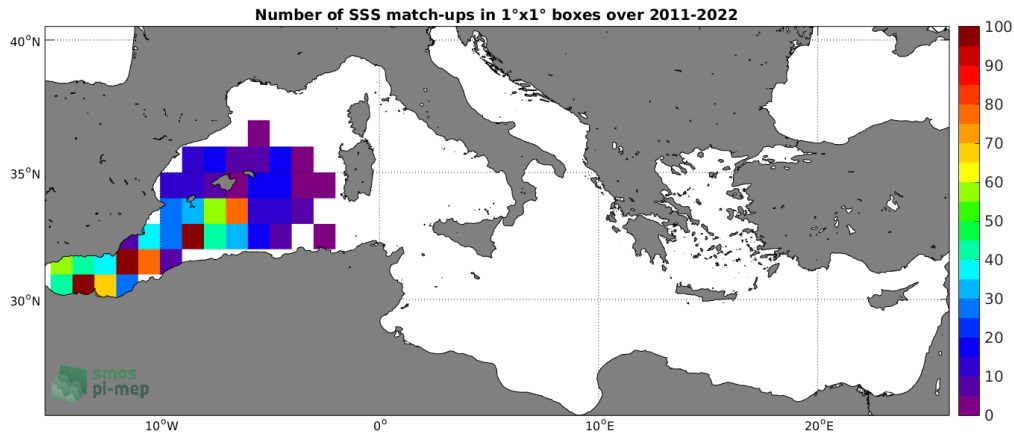 Number of SSS match-ups in 1°x1° boxes over 2011-2022
40°N
35°N
30°N
10°W
0°
10°E
20°E
100
90
80
70
60
50
40
30
20
10
0
smos
pi-mep